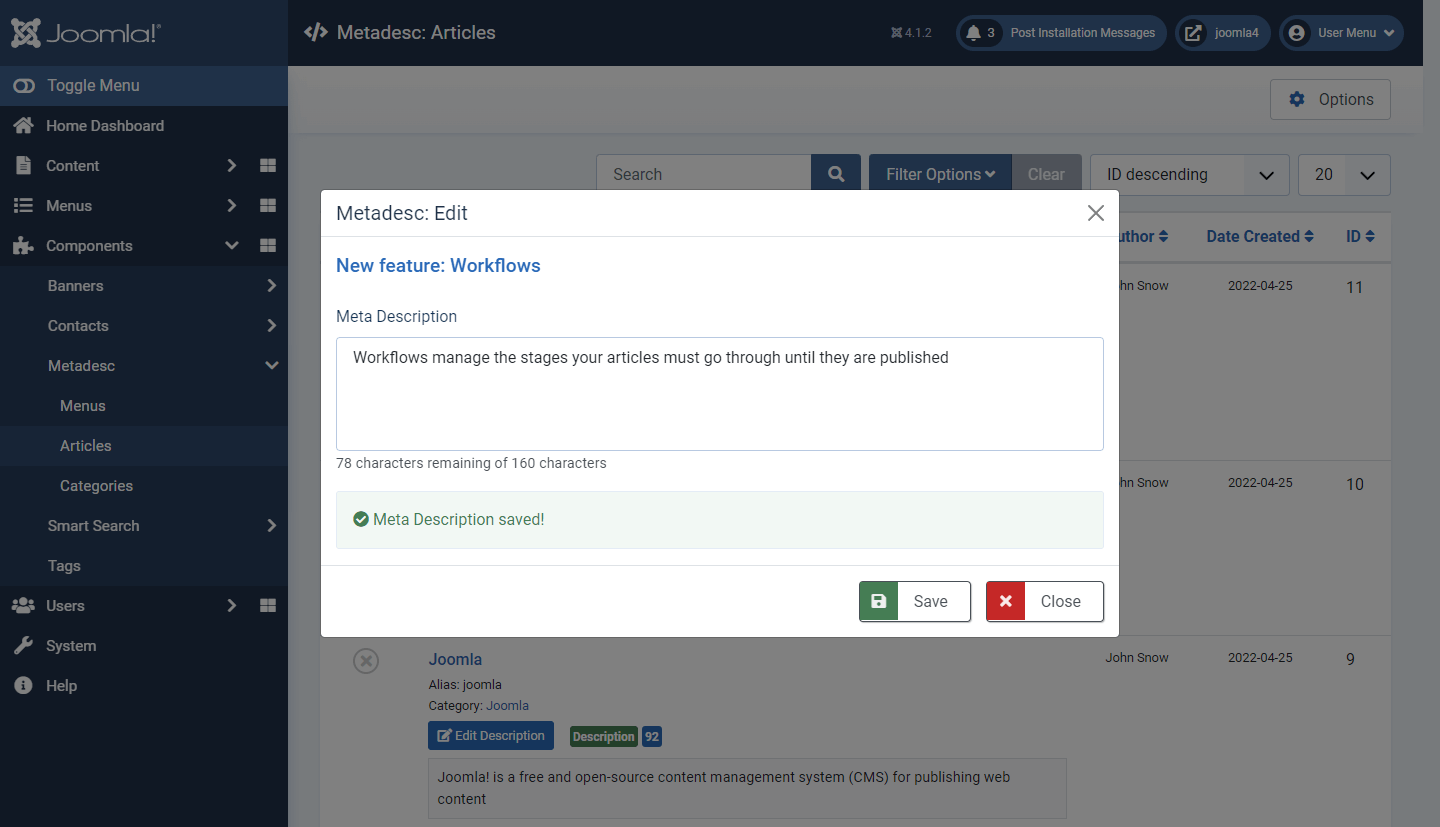 Joomla!
Metadesc: Articles
4.1.2
3 Post Installation Messages
joomla4
User Menu
Toggle Menu
Home Dashboard
Content
Menus
Components
Banners
Contacts
Metadesc
Menus
Articles
Categories
Smart Search
Tags
Users
System
Help
Options
Search
Filter Options
Clear
ID descending
20
Date Created
ID
Metadesc: Edit
New feature: Workflows
Meta Description
Workflows manage the stages your articles must go through until they are published
78 characters remaining of 160 characters
Meta Description saved!
Save
Close
Snow 2022-04-25 11
Snow 2022-04-25 10
Joomla John Snow 2022-04-25 9
Alias: joomla
Category: Joomla
Edit Description Description 92
Joomla! is a free and open-source content management system (CMS) for publishing web
content